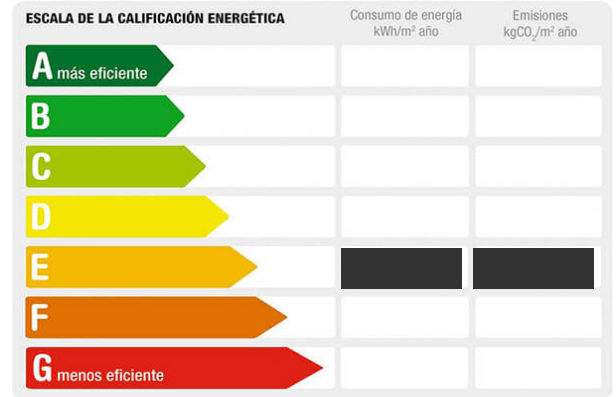 ESCALA DE LA CALIFICACIÓN ENERGÉTICA
Consumo de energía
kWh/m² año
Emisiones
kgCO₂/m² año
A más eficiente
B
C
D
E
F
G menos eficiente